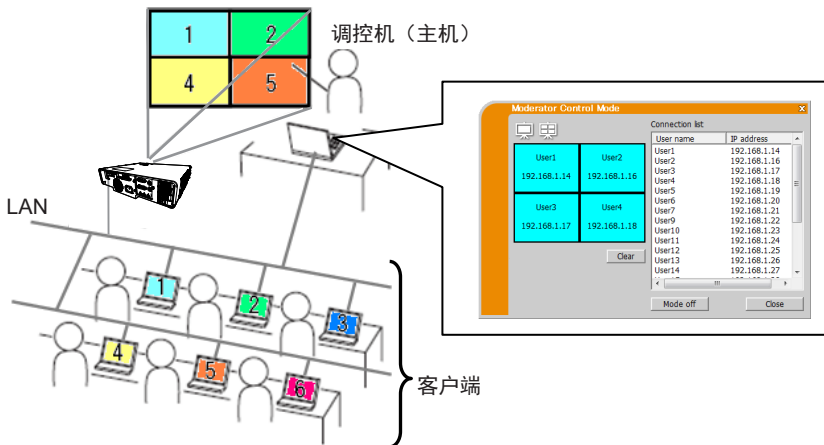 1 2
4 5
调控机（主机）
Moderator Control Mode x
Connection list
User name IP address
User1 192.168.1.14
User2 192.168.1.16
User3 192.168.1.17
User4 192.168.1.18
User5 192.168.1.19
User6 192.168.1.20
User7 192.168.1.21
User9 192.168.1.22
User10 192.168.1.23
User11 192.168.1.24
User12 192.168.1.25
User13 192.168.1.26
User14 192.168.1.27
User1 User2
192.168.1.14 192.168.1.16
User3 User4
192.168.1.17 192.168.1.18
Clear
Mode off Close
LAN
1 2 3
4 5 6
客户端